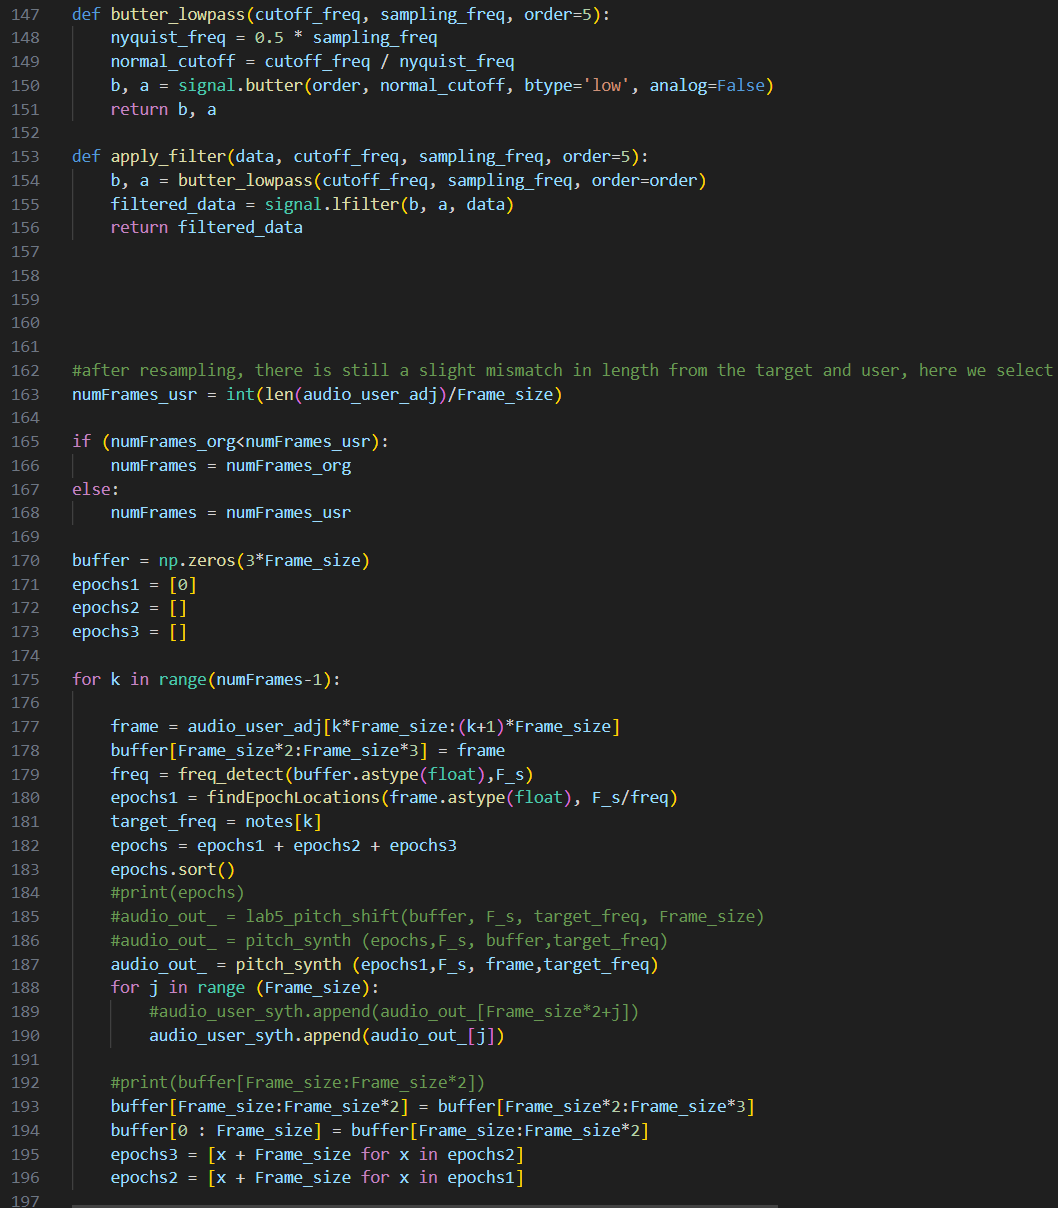 147 def butter_lowpass(cutoff_freq, sampling_freq, order=5):
148     nyquist_freq = 0.5 * sampling_freq
149     normal_cutoff = cutoff_freq / nyquist_freq
150     b, a = signal.butter(order, normal_cutoff, btype='low', analog=False)
151     return b, a
152
153 def apply_filter(data, cutoff_freq, sampling_freq, order=5):
154     b, a = butter_lowpass(cutoff_freq, sampling_freq, order=order)
155     filtered_data = signal.lfilter(b, a, data)
156     return filtered_data
157
158
159
160
161
162 #after resampling, there is still a slight mismatch in length from the target and user, here we select
163 numFrames_usr = int(len(audio_user_adj)/Frame_size)
164
165 if (numFrames_org<numFrames_usr):
166     numFrames = numFrames_org
167 else:
168     numFrames = numFrames_usr
169
170 buffer = np.zeros(3*Frame_size)
171 epochs1 = [0]
172 epochs2 = []
173 epochs3 = []
174
175 for k in range(numFrames-1):
176
177     frame = audio_user_adj[k*Frame_size:(k+1)*Frame_size]
178     buffer[Frame_size*2:Frame_size*3] = frame
179     freq = freq_detect(buffer.astype(float),F_s)
180     epochs1 = findEpochLocations(frame.astype(float), F_s/freq)
181     target_freq = notes[k]
182     epochs = epochs1 + epochs2 + epochs3
183     epochs.sort()
184     #print(epochs)
185     #audio_out_ = lab5_pitch_shift(buffer, F_s, target_freq, Frame_size)
186     #audio_out_ = pitch_synth (epochs,F_s, buffer,target_freq)
187     audio_out_ = pitch_synth (epochs1,F_s, frame,target_freq)
188     for j in range (Frame_size):
189         #audio_user_syth.append(audio_out_[Frame_size*2+j])
190         audio_user_syth.append(audio_out_[j])
191
192     #print(buffer[Frame_size:Frame_size*2])
193     buffer[Frame_size:Frame_size*2] = buffer[Frame_size*2:Frame_size*3]
194     buffer[0 : Frame_size] = buffer[Frame_size:Frame_size*2]
195     epochs3 = [x + Frame_size for x in epochs2]
196     epochs2 = [x + Frame_size for x in epochs1]
197